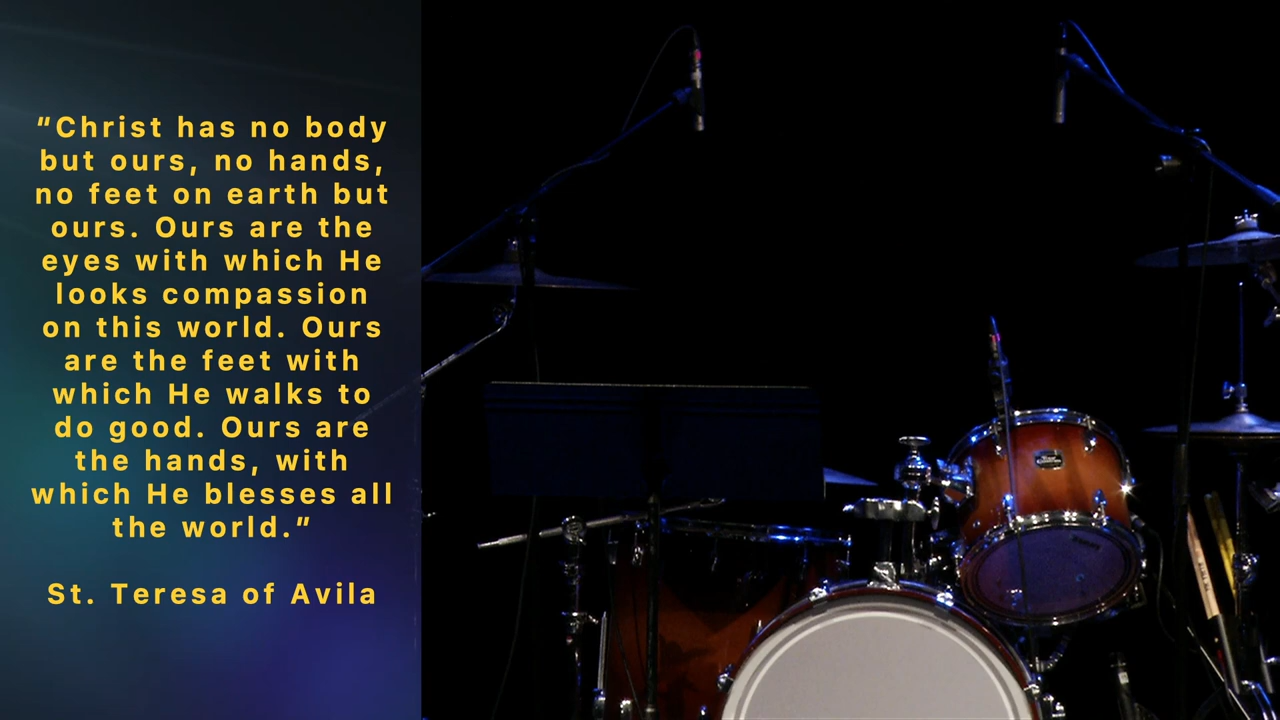 “Christ has no body
but ours, no hands,
no feet on earth but
ours. Ours are the
eyes with which He
looks compassion
on this world. Ours
are the feet with
which He walks to
do good. Ours are
the hands, with
which He blesses all
the world.”
St. Teresa of Avila